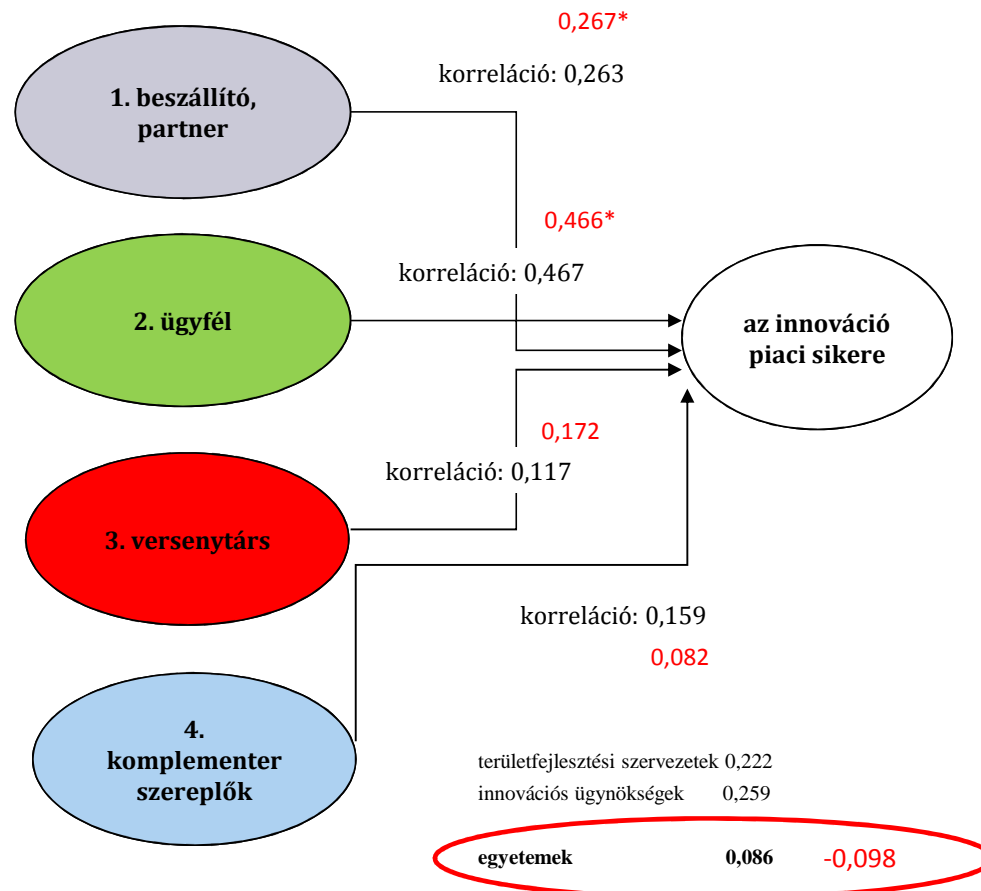 0,267*
korreláció: 0,263
1. beszállító,
partner
0,466*
korreláció: 0,467
2. ügyfél
az innováció
piaci sikere
0,172
korreláció: 0,117
3. versenytárs
korreláció: 0,159
0,082
4.
komplementer
szereplők
területfejlesztési szervezetek 0,222
innovációs ügynökségek 0,259
egyetemek 0,086 -0,098